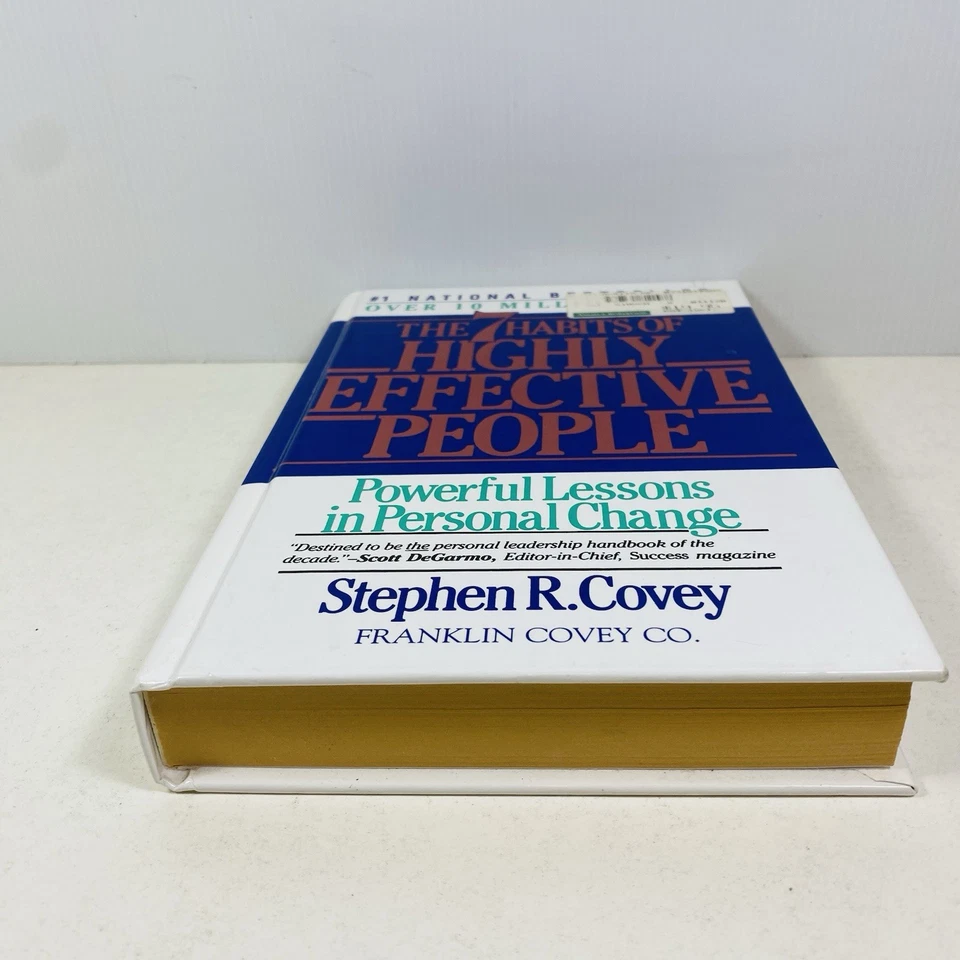 #1 NATIONAL
OVER 10
THE 7 HABITS OF
HIGHLY
EFFECTIVE
PEOPLE
Powerful Lessons
in Personal Change
"Destined to be the personal leadership handbook of the
decade."–Scott DeGarmo, Editor-in-Chief, Success magazine
Stephen R. Covey
FRANKLIN COVEY CO.